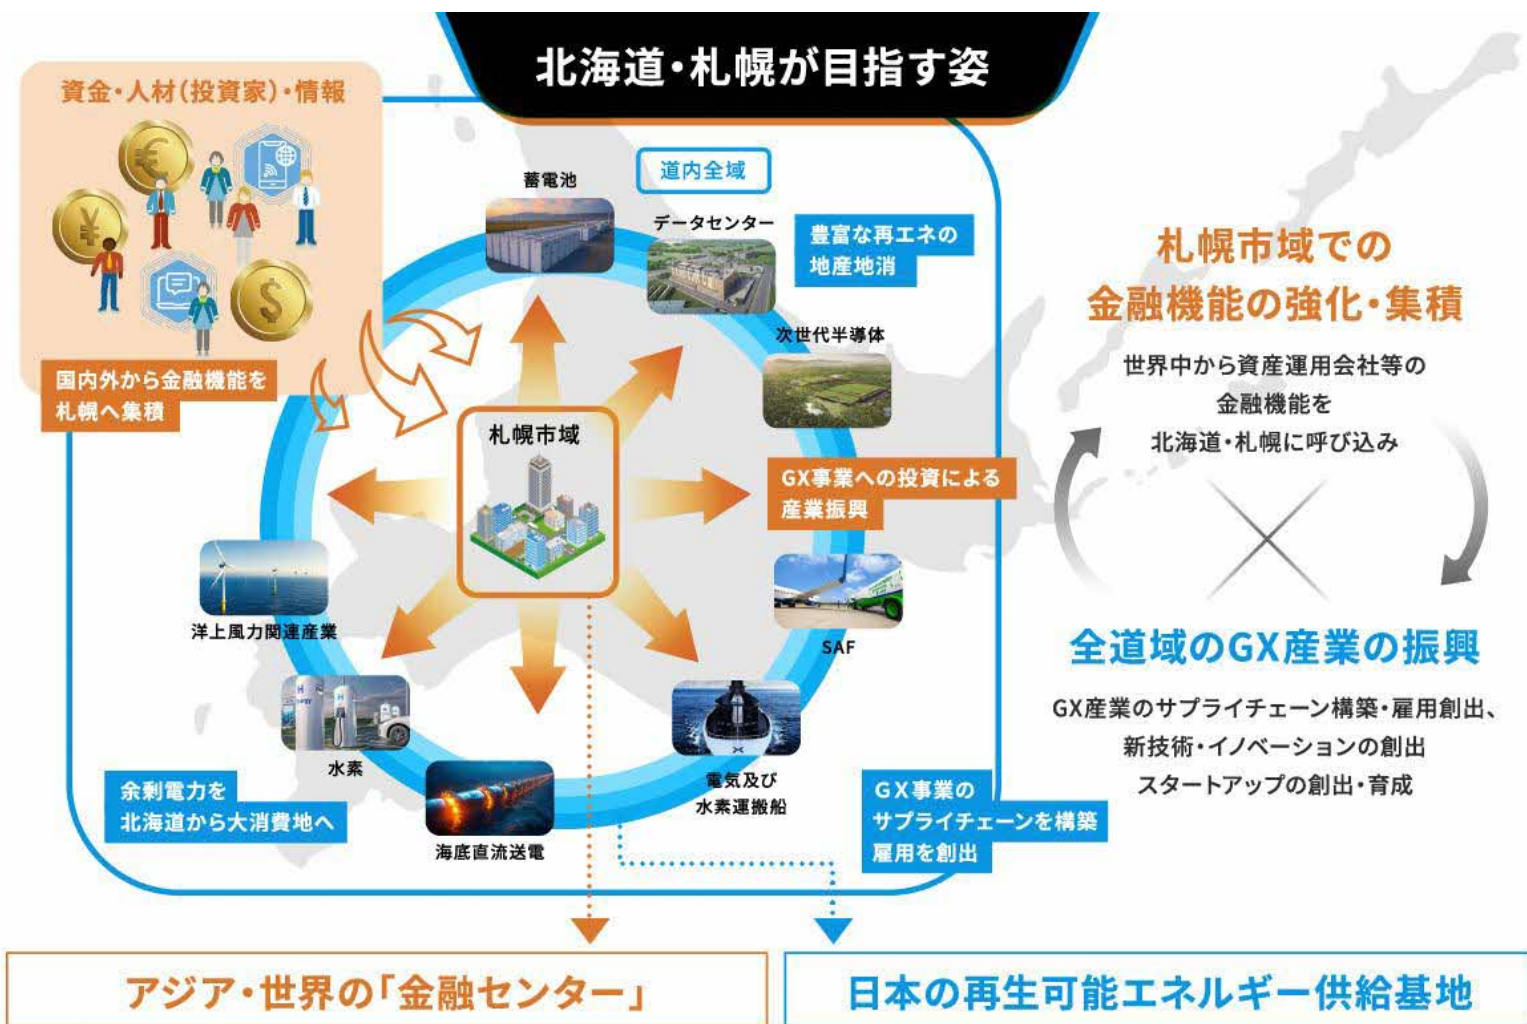 北海道・札幌が目指す姿
資金・人材(投資家)・情報
国内外から金融機能を
札幌へ集積
道内全域
蓄電池
データセンター
豊富な再エネの
地産地消
次世代半導体
札幌市域
GX事業への投資による
産業振興
洋上風力関連産業
SAF
水素
電気及び
水素運搬船
海底直流送電
余剰電力を
北海道から大消費地へ
GX事業の
サプライチェーンを構築
雇用を創出
札幌市域での
金融機能の強化・集積
世界中から資産運用会社等の
金融機能を
北海道・札幌に呼び込み
全道域のGX産業の振興
GX産業のサプライチェーン構築・雇用創出、
新技術・イノベーションの創出
スタートアップの創出・育成
アジア・世界の「金融センター」
日本の再生可能エネルギー供給基地